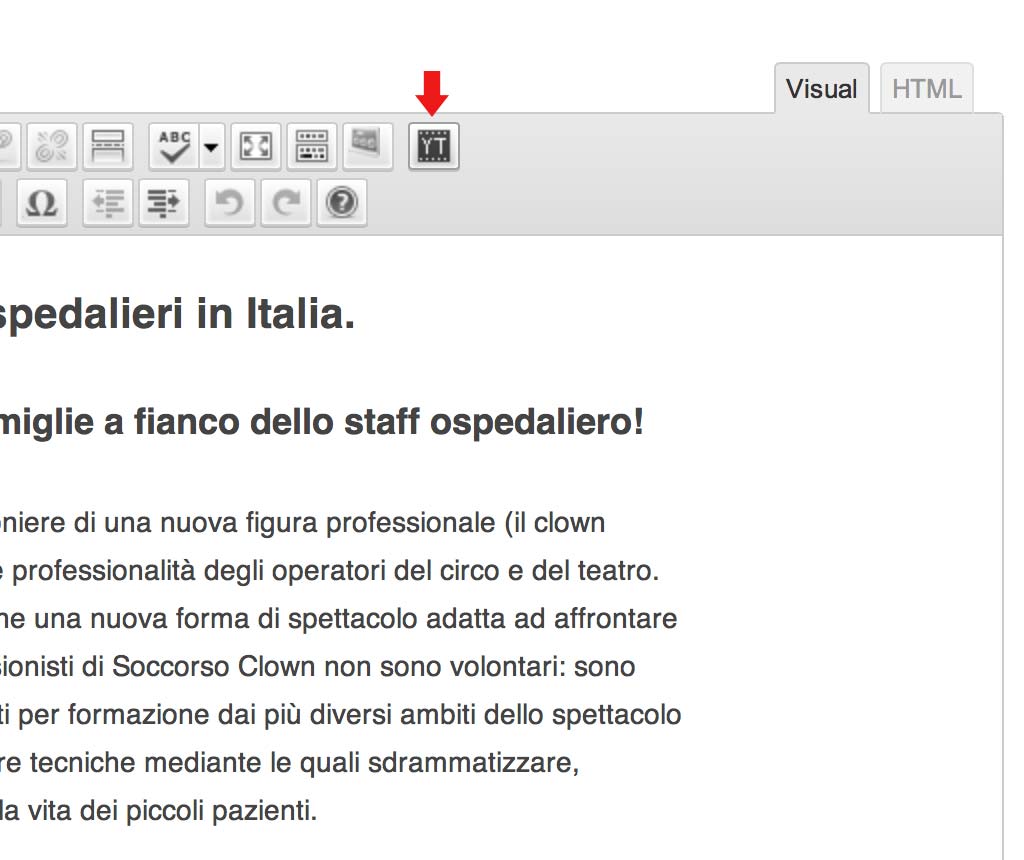 Visual HTML
ABC YT
Ω ?
spedalieri in Italia.
miglie a fianco dello staff ospedaliero!
niere di una nuova figura professionale (il clown
e professionalità degli operatori del circo e del teatro.
ne una nuova forma di spettacolo adatta ad affrontare
sionisti di Soccorso Clown non sono volontari: sono
ti per formazione dai più diversi ambiti dello spettacolo
re tecniche mediante le quali sdrammatizzare,
la vita dei piccoli pazienti.